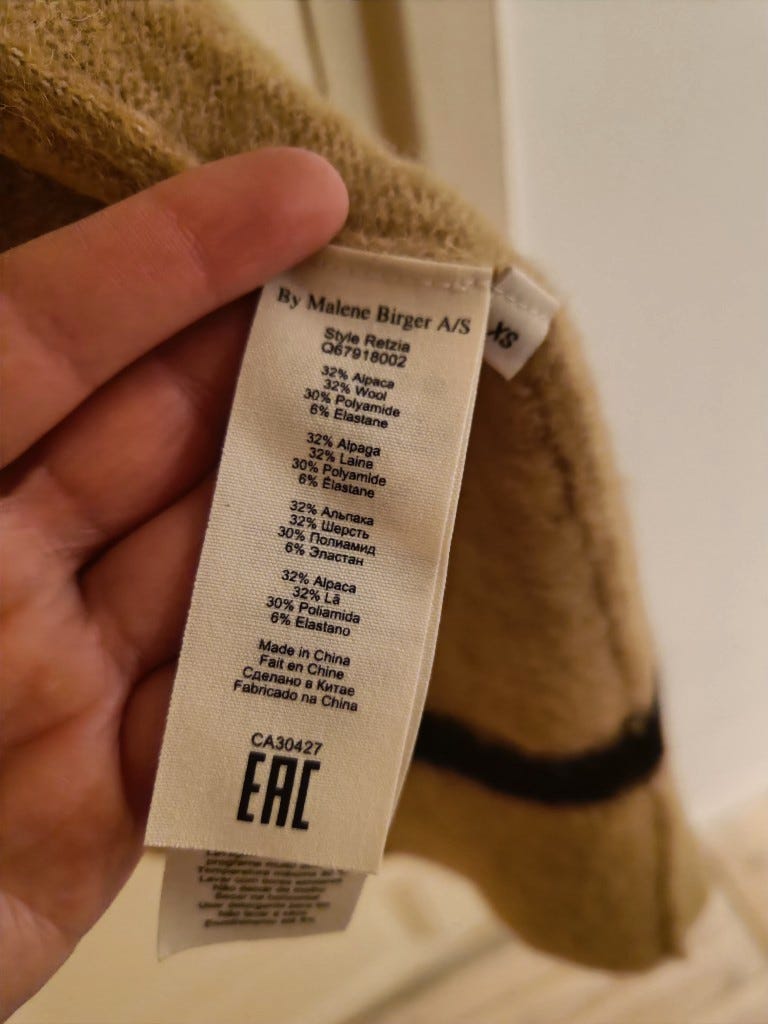 By Malene Birger A/S
XS
Style Retzia
Q67918002
32% Alpaca
32% Wool
30% Polyamide
6% Elastane
32% Alpaga
32% Laine
30% Polyamide
6% Élastane
32% Альпака
32% Шерсть
30% Полиамид
6% Эластан
32% Alpaca
32% Lã
30% Poliamida
6% Elastano
Made in China
Fait en Chine
Сделано в Китае
Fabricado na China
CA30427
EAC